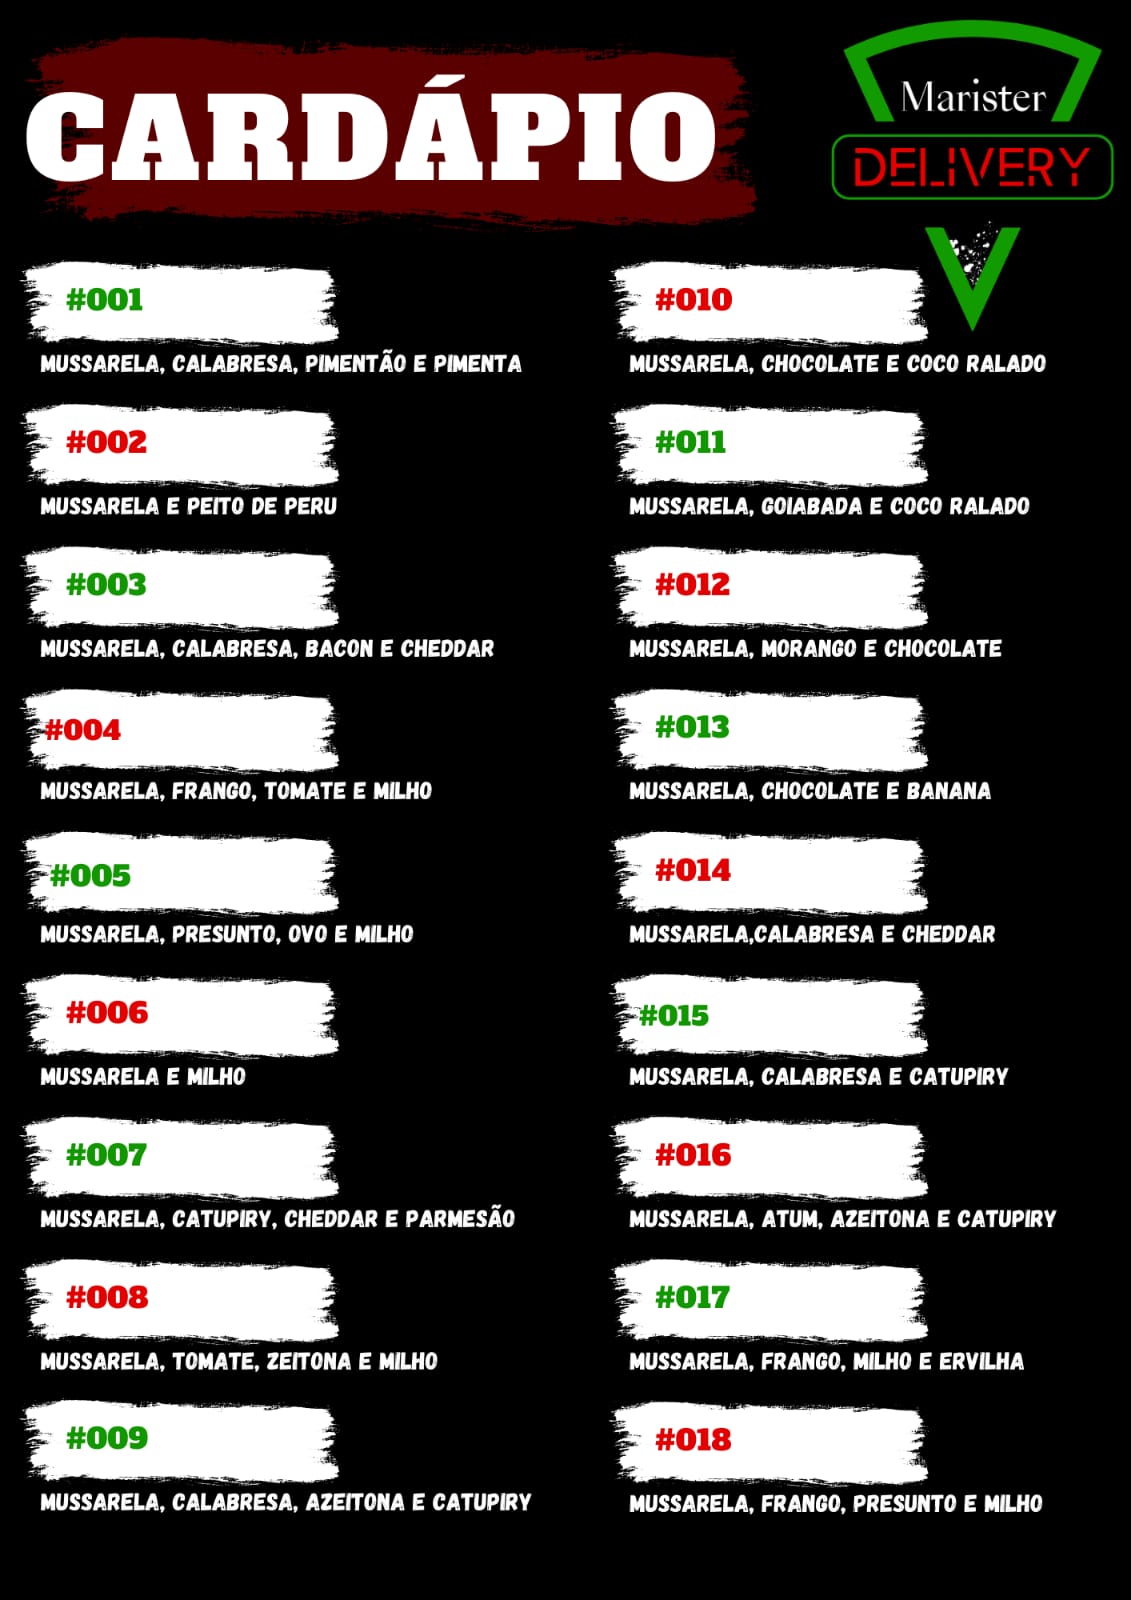 CARDÁPIO
Marister
DELIVERY
#001
MUSSARELA, CALABRESA, PIMENTÃO E PIMENTA
#002
MUSSARELA E PEITO DE PERU
#003
MUSSARELA, CALABRESA, BACON E CHEDDAR
#004
MUSSARELA, FRANGO, TOMATE E MILHO
#005
MUSSARELA, PRESUNTO, OVO E MILHO
#006
MUSSARELA E MILHO
#007
MUSSARELA, CATUPIRY, CHEDDAR E PARMESÃO
#008
MUSSARELA, TOMATE, ZEITONA E MILHO
#009
MUSSARELA, CALABRESA, AZEITONA E CATUPIRY
#010
MUSSARELA, CHOCOLATE E COCO RALADO
#011
MUSSARELA, GOIABADA E COCO RALADO
#012
MUSSARELA, MORANGO E CHOCOLATE
#013
MUSSARELA, CHOCOLATE E BANANA
#014
MUSSARELA,CALABRESA E CHEDDAR
#015
MUSSARELA, CALABRESA E CATUPIRY
#016
MUSSARELA, ATUM, AZEITONA E CATUPIRY
#017
MUSSARELA, FRANGO, MILHO E ERVILHA
#018
MUSSARELA, FRANGO, PRESUNTO E MILHO